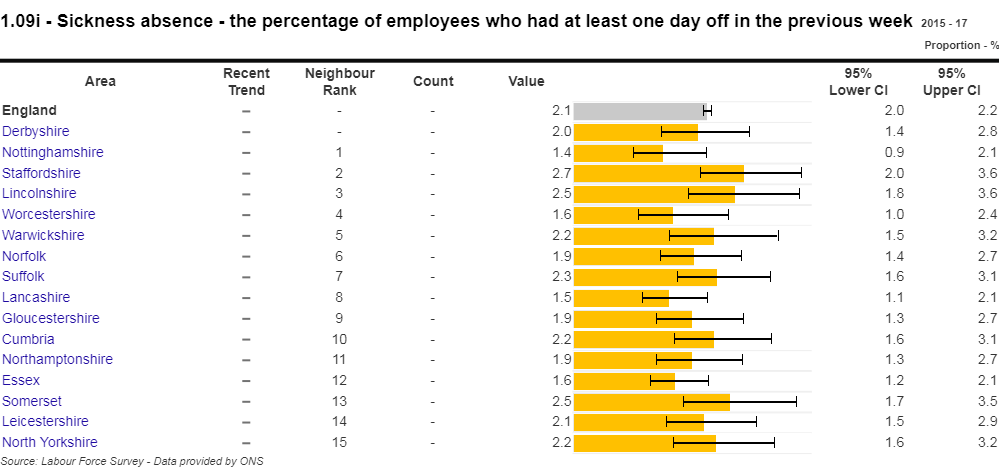 1.09i - Sickness absence - the percentage of employees who had at least one day off in the previous week 2015 - 17
Proportion - %
Area Recent Trend Neighbour Rank Count Value 95% Lower CI 95% Upper CI
England – - - 2.1 2.0 2.2
Derbyshire – - - 2.0 1.4 2.8
Nottinghamshire – 1 - 1.4 0.9 2.1
Staffordshire – 2 - 2.7 2.0 3.6
Lincolnshire – 3 - 2.5 1.8 3.6
Worcestershire – 4 - 1.6 1.0 2.4
Warwickshire – 5 - 2.2 1.5 3.2
Norfolk – 6 - 1.9 1.4 2.7
Suffolk – 7 - 2.3 1.6 3.1
Lancashire – 8 - 1.5 1.1 2.1
Gloucestershire – 9 - 1.9 1.3 2.7
Cumbria – 10 - 2.2 1.6 3.1
Northamptonshire – 11 - 1.9 1.3 2.7
Essex – 12 - 1.6 1.2 2.1
Somerset – 13 - 2.5 1.7 3.5
Leicestershire – 14 - 2.1 1.5 2.9
North Yorkshire – 15 - 2.2 1.6 3.2
Source: Labour Force Survey - Data provided by ONS